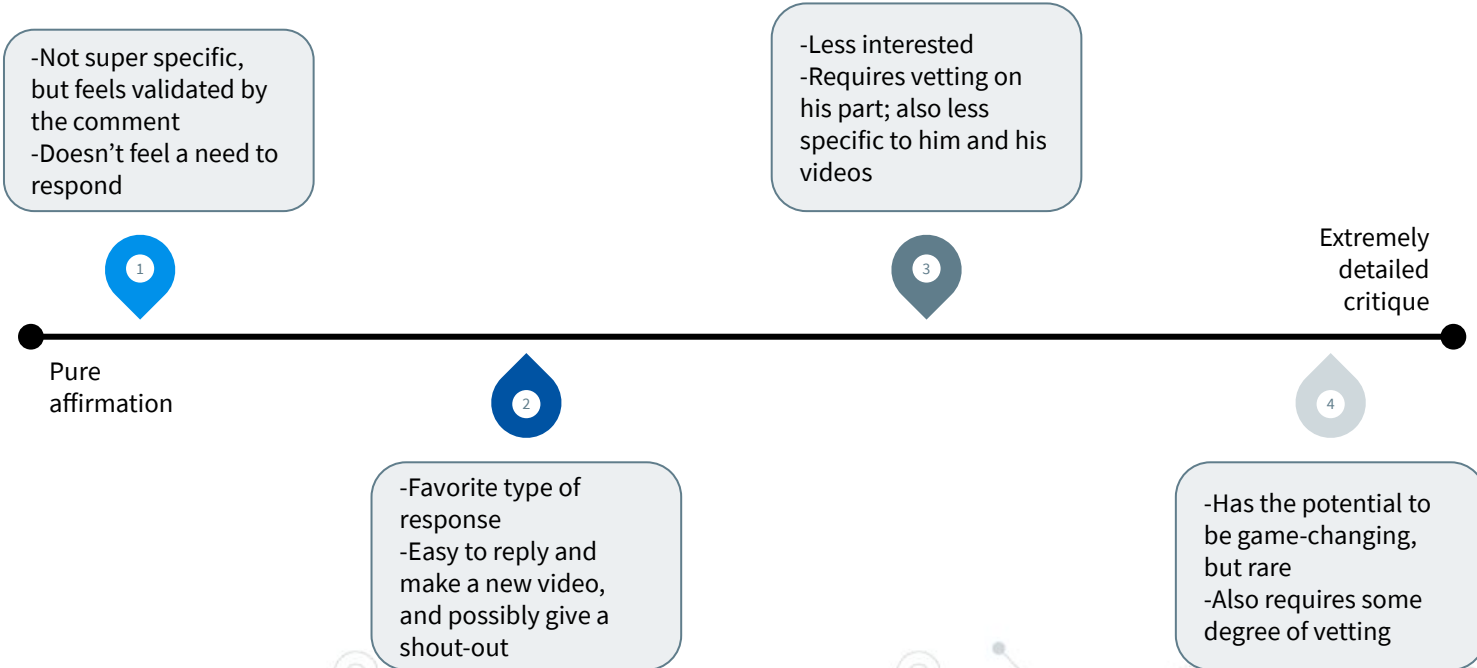 -Not super specific,
but feels validated by
the comment
-Doesn’t feel a need to
respond
-Less interested
-Requires vetting on
his part; also less
specific to him and his
videos
1
3
Extremely
detailed
critique
Pure
affirmation
2
4
-Favorite type of
response
-Easy to reply and
make a new video,
and possibly give a
shout-out
-Has the potential to
be game-changing,
but rare
-Also requires some
degree of vetting